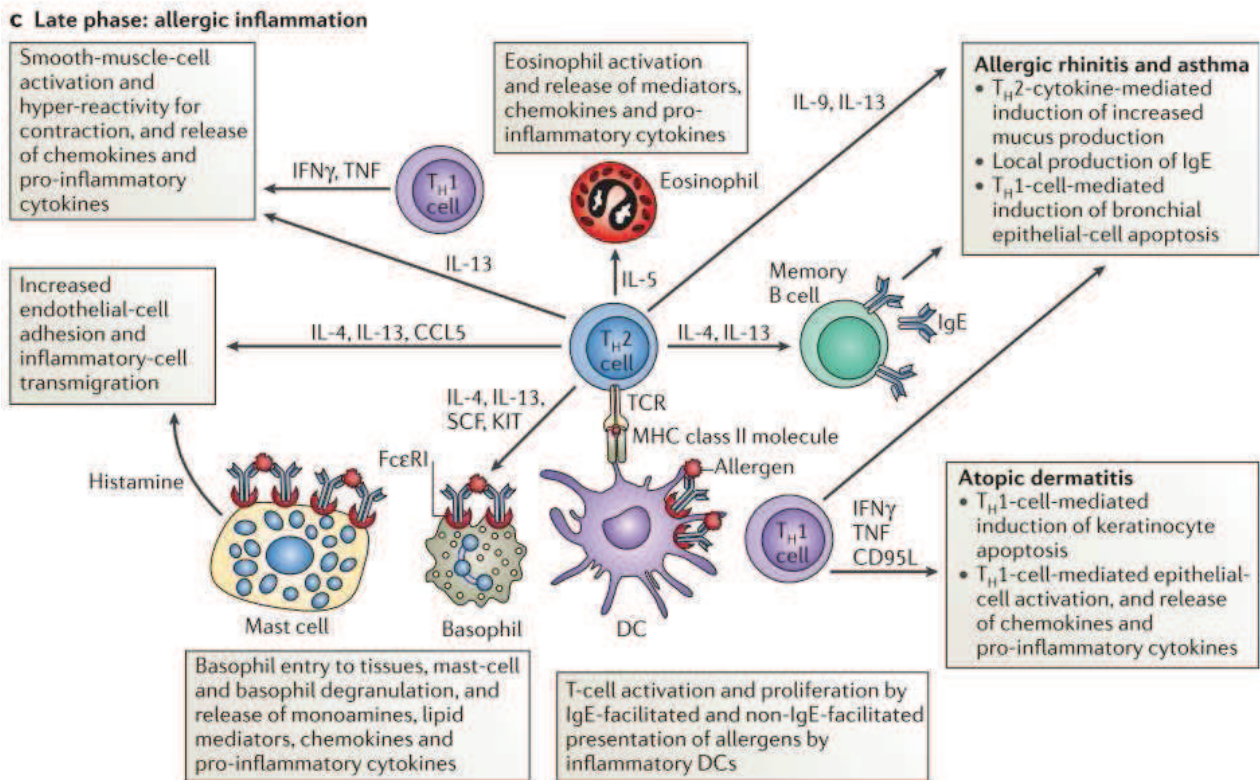 c Late phase: allergic inflammation
Smooth-muscle-cell
activation and
hyper-reactivity for
contraction, and release
of chemokines and
pro-inflammatory
cytokines
IFNγ, TNF
T_H1
cell
Eosinophil activation
and release of mediators,
chemokines and pro-
inflammatory cytokines
Eosinophil
IL-9, IL-13
Allergic rhinitis and asthma
• T_H2-cytokine-mediated
induction of increased
mucus production
• Local production of IgE
• T_H1-cell-mediated
induction of bronchial
epithelial-cell apoptosis
IL-13
IL-5
Increased
endothelial-cell
adhesion and
inflammatory-cell
transmigration
IL-4, IL-13, CCL5
T_H2
cell
IL-4, IL-13
Memory
B cell
IgE
IL-4, IL-13,
SCF, KIT
TCR
MHC class II molecule
Allergen
FcεRI
Histamine
Mast cell
Basophil
DC
T_H1
cell
IFNγ
TNF
CD95L
Atopic dermatitis
• T_H1-cell-mediated
induction of keratinocyte
apoptosis
• T_H1-cell-mediated epithelial-
cell activation, and release
of chemokines and
pro-inflammatory cytokines
Basophil entry to tissues, mast-cell
and basophil degranulation, and
release of monoamines, lipid
mediators, chemokines and
pro-inflammatory cytokines
T-cell activation and proliferation by
IgE-facilitated and non-IgE-facilitated
presentation of allergens by
inflammatory DCs